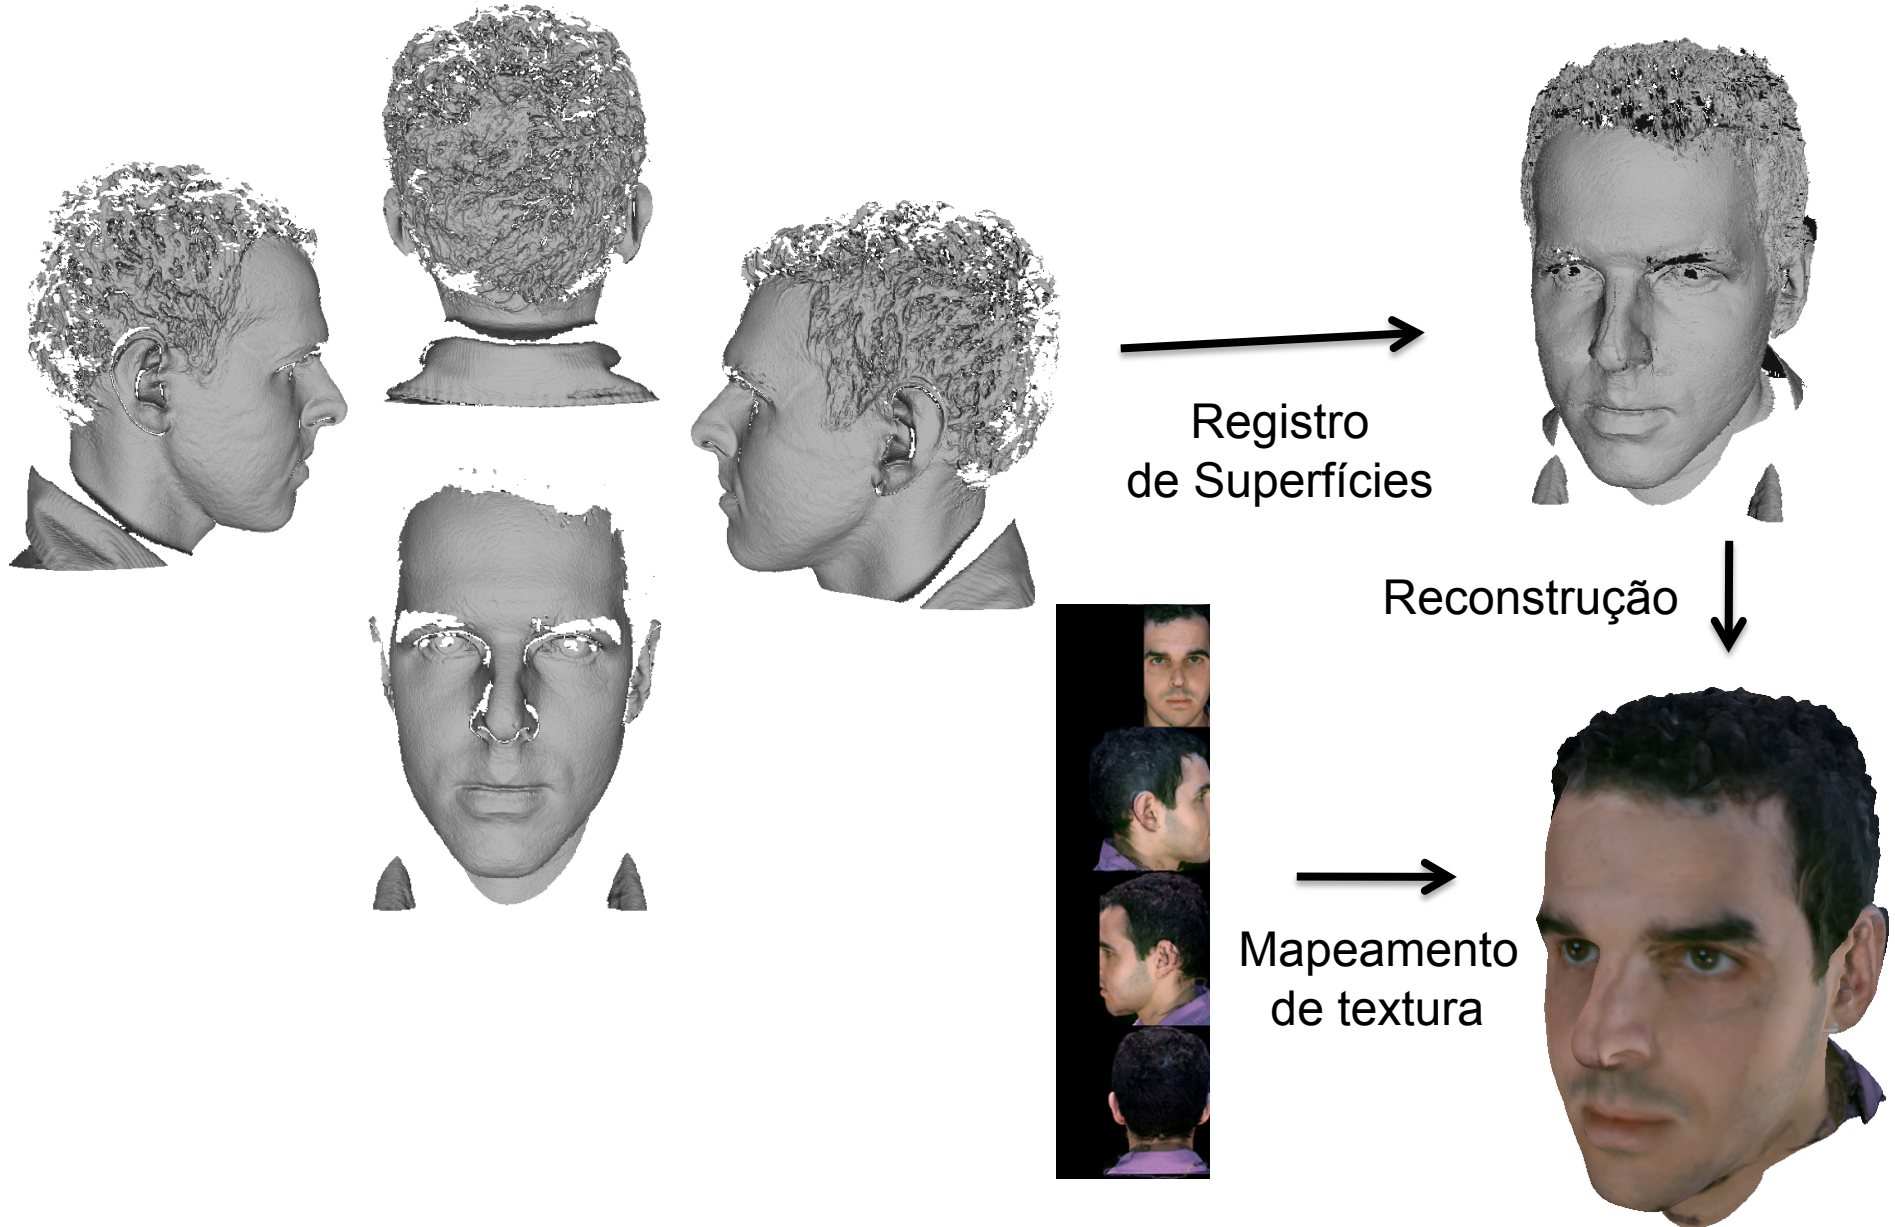 Registro
de Superfícies
Reconstrução
Mapeamento
de textura